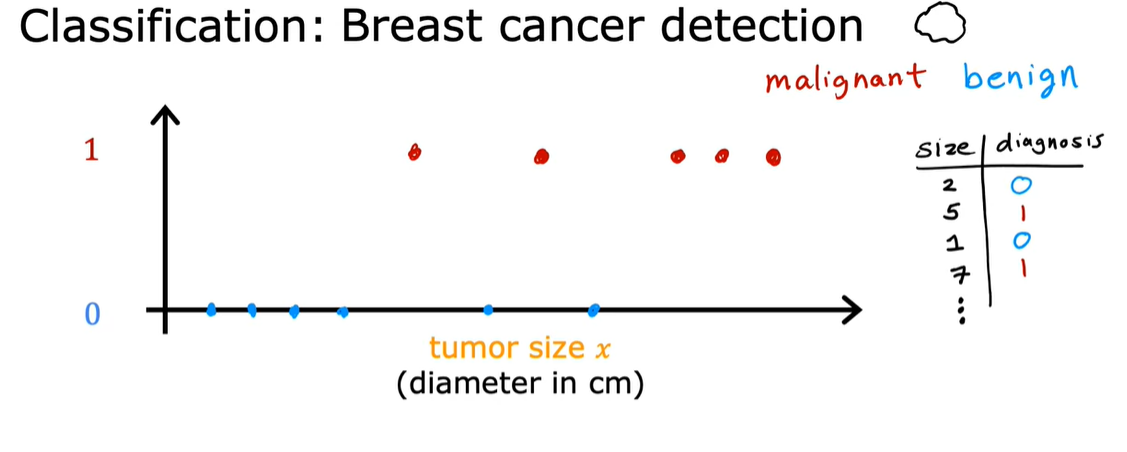 Classification: Breast cancer detection
malignant benign
1
size diagnosis
2 0
5 1
1 0
7 1
⋮
0
tumor size x
(diameter in cm)